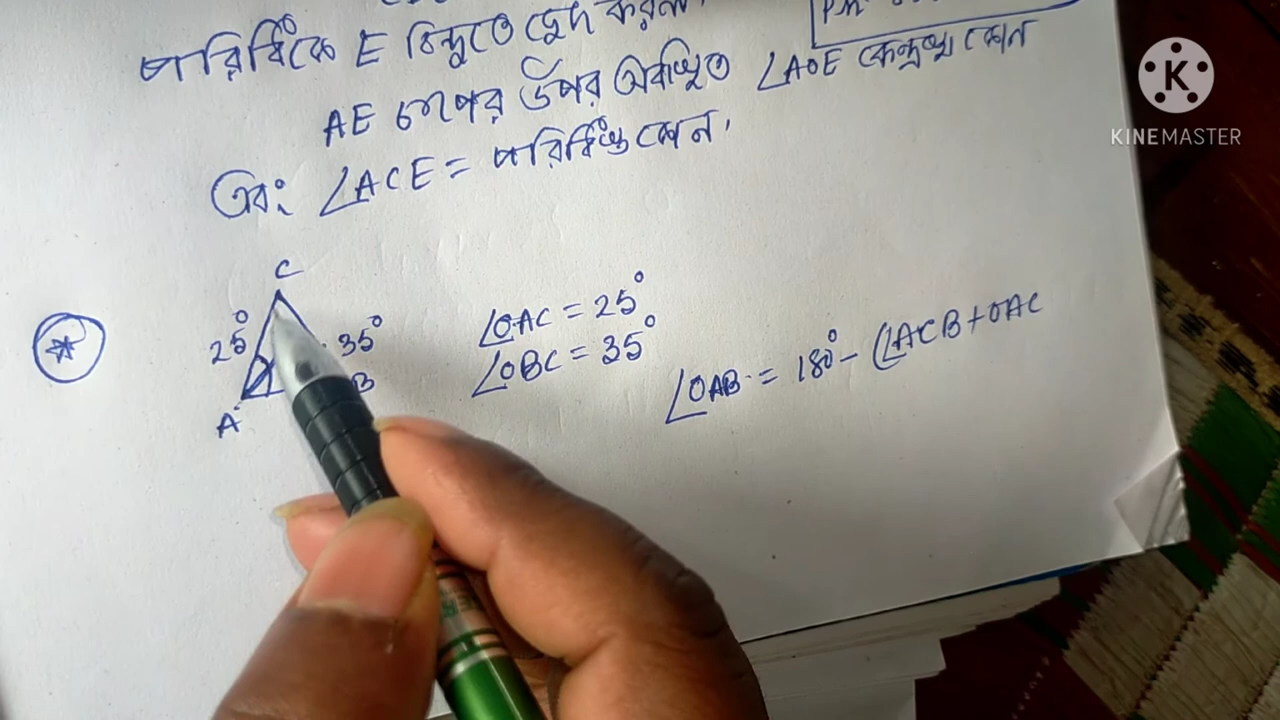 পরিধিকে E বিন্দুতে ছেদ করল।
AE চাপের উপর অবস্থিত ∠AOE কেন্দ্রস্থ কোন
এবং ∠ACE = পরিধিস্থ কোন।
C
25° 35°
A B
∠OAC = 25°
∠OBC = 35°
∠OAB = 180° - (∠ACB + OAC
K
KINEMASTER